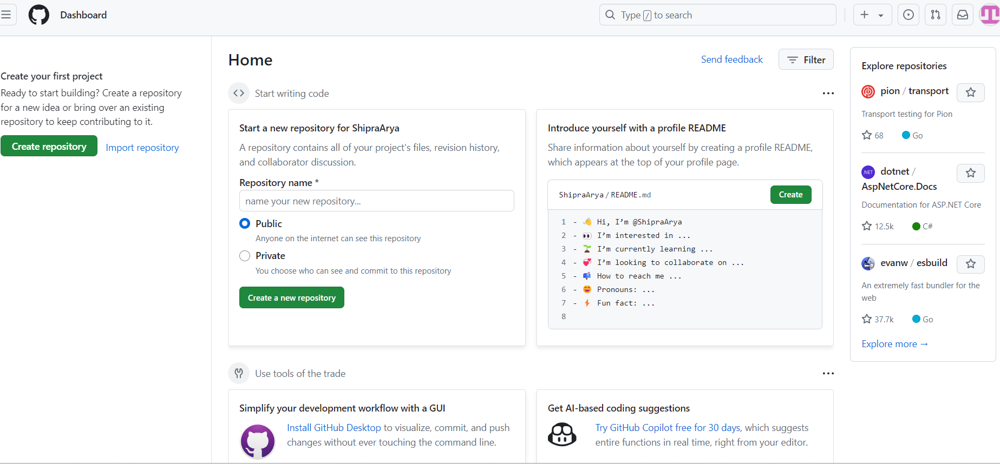 Dashboard
Type / to search
Create your first project
Ready to start building? Create a repository
for a new idea or bring over an existing
repository to keep contributing to it.
Create repository
Import repository
Home
Send feedback
Filter
Start writing code
Start a new repository for ShipraArya
A repository contains all of your project's files, revision history,
and collaborator discussion.
Repository name *
name your new repository...
Public
Anyone on the internet can see this repository
Private
You choose who can see and commit to this repository
Create a new repository
Introduce yourself with a profile README
Share information about yourself by creating a profile README,
which appears at the top of your profile page.
ShipraArya / README.md
Create
1 - 👋 Hi, I’m @ShipraArya
2 - 👀 I’m interested in ...
3 - 🌱 I’m currently learning ...
4 - 💞️ I’m looking to collaborate on ...
5 - 📫 How to reach me ...
6 - 😄 Pronouns: ...
7 - ⚡ Fun fact: ...
8
Use tools of the trade
Simplify your development workflow with a GUI
Install GitHub Desktop to visualize, commit, and push
changes without ever touching the command line.
Get AI-based coding suggestions
Try GitHub Copilot free for 30 days, which suggests
entire functions in real time, right from your editor.
Explore repositories
pion / transport
Transport testing for Pion
68 Go
.NET
dotnet /
AspNetCore.Docs
Documentation for ASP.NET Core
12.5k C#
evanw / esbuild
An extremely fast bundler for the
web
37.7k Go
Explore more →